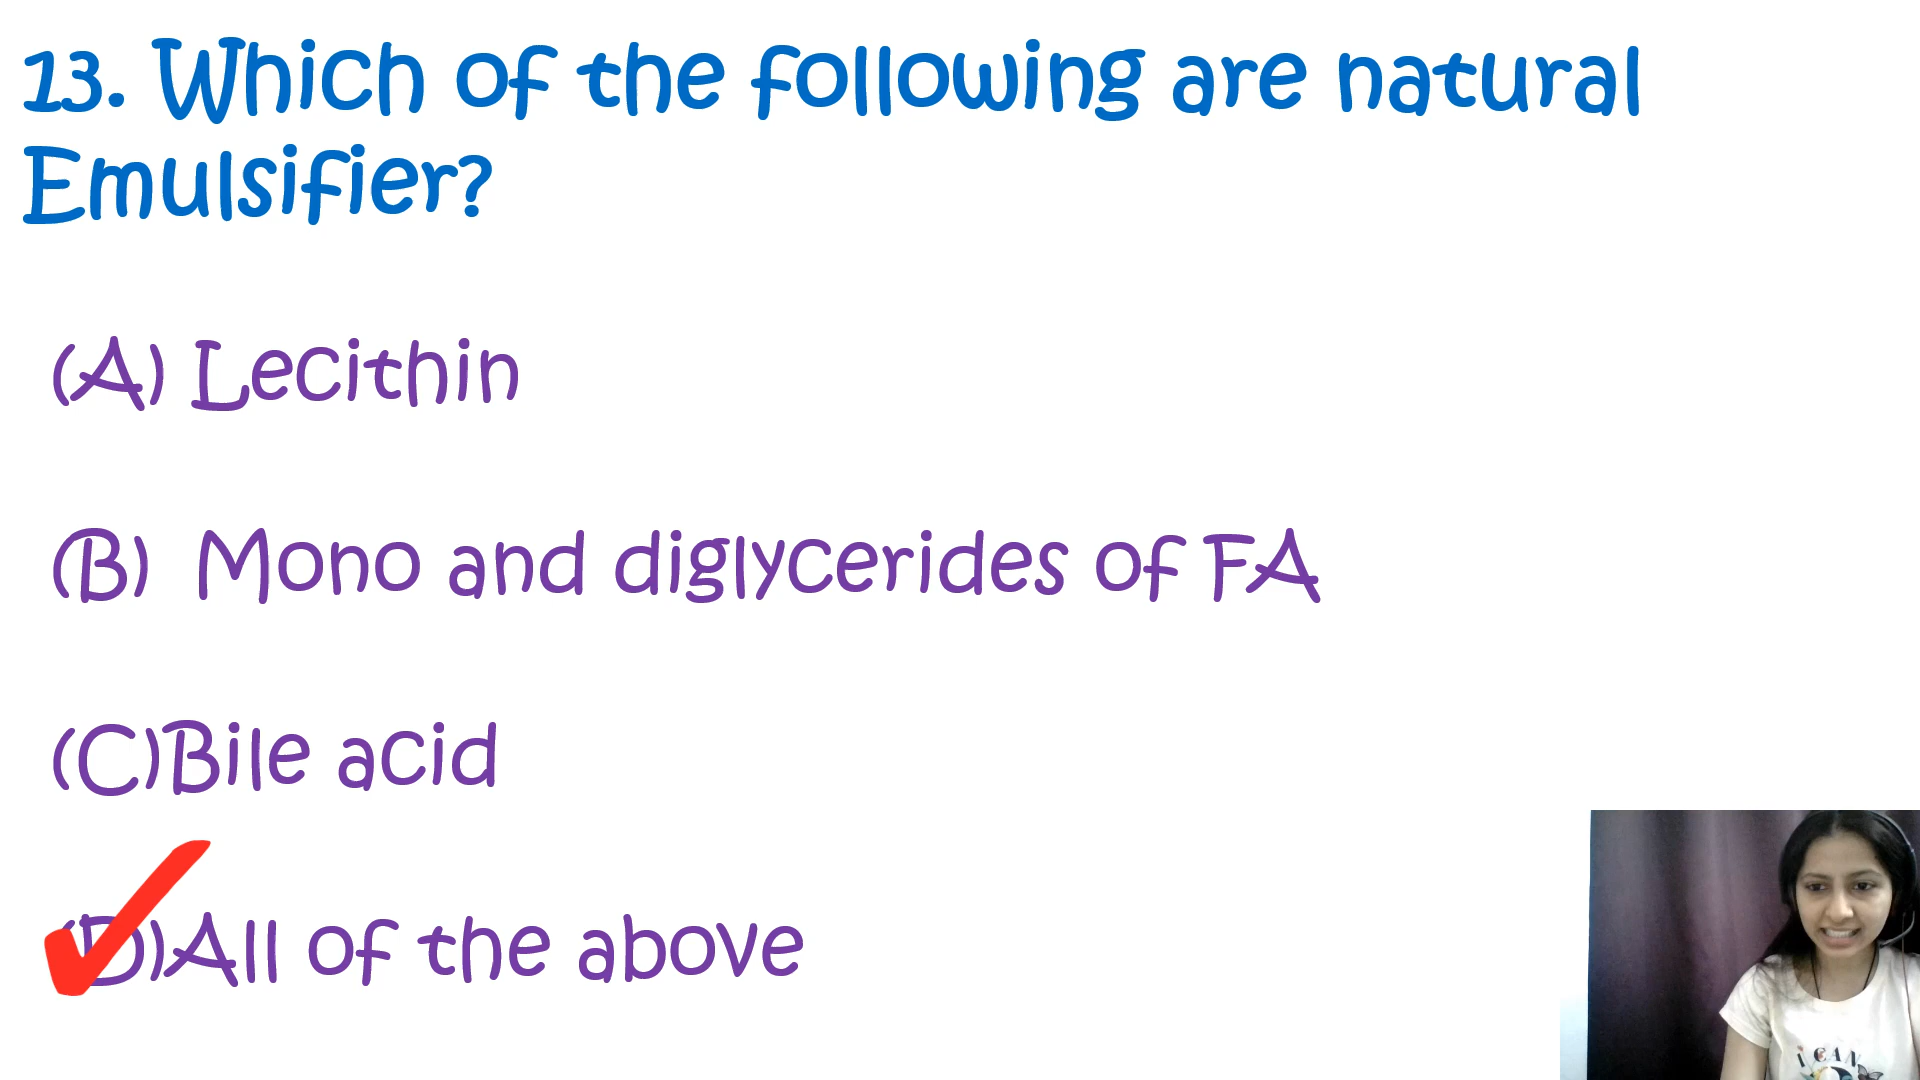 13. Which of the following are natural
Emulsifier?
(A) Lecithin
(B) Mono and diglycerides of FA
(C)Bile acid
(D)All of the above
i CAN